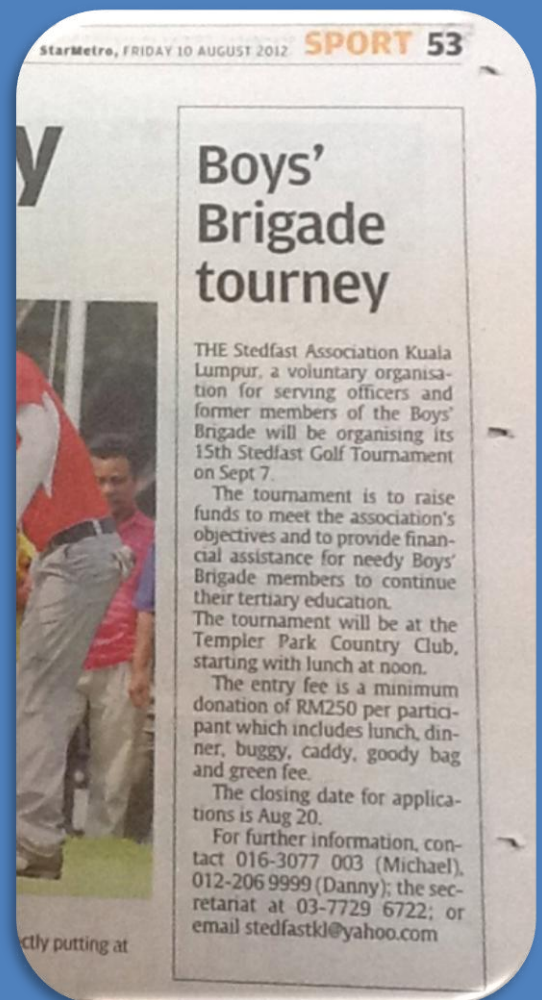 StarMetro, FRIDAY 10 AUGUST 2012 SPORT 53
y
Boys'
Brigade
tourney
THE Stedfast Association Kuala
Lumpur, a voluntary organisa-
tion for serving officers and
former members of the Boys'
Brigade will be organising its
15th Stedfast Golf Tournament
on Sept 7.
The tournament is to raise
funds to meet the association's
objectives and to provide finan-
cial assistance for needy Boys'
Brigade members to continue
their tertiary education.
The tournament will be at the
Templer Park Country Club,
starting with lunch at noon.
The entry fee is a minimum
donation of RM250 per partici-
pant which includes lunch, din-
ner, buggy, caddy, goody bag
and green fee.
The closing date for applica-
tions is Aug 20.
For further information, con-
tact 016-3077 003 (Michael),
012-206 9999 (Danny); the sec-
retariat at 03-7729 6722; or
email stedfastkl@yahoo.com
ctly putting at